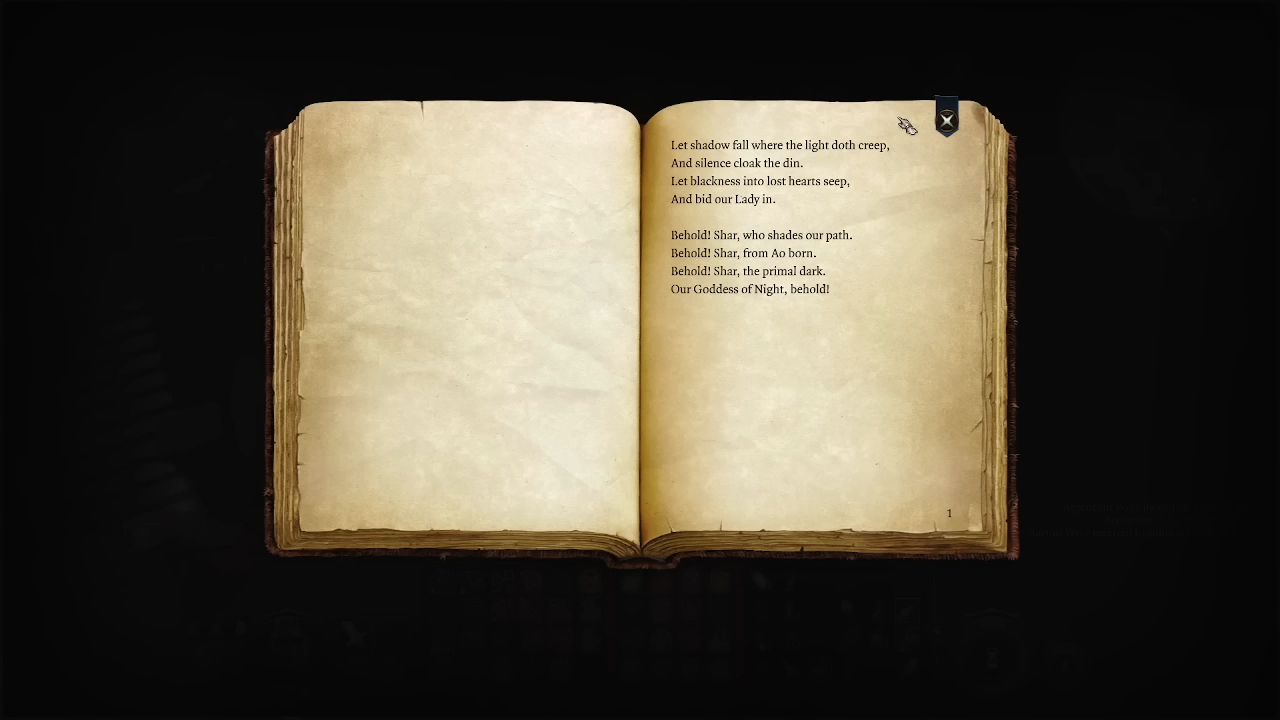 Let shadow fall where the light doth creep,
And silence cloak the din.
Let blackness into lost hearts seep,
And bid our Lady in.
Behold! Shar, who shades our path.
Behold! Shar, from Ao born.
Behold! Shar, the primal dark.
Our Goddess of Night, behold!
1